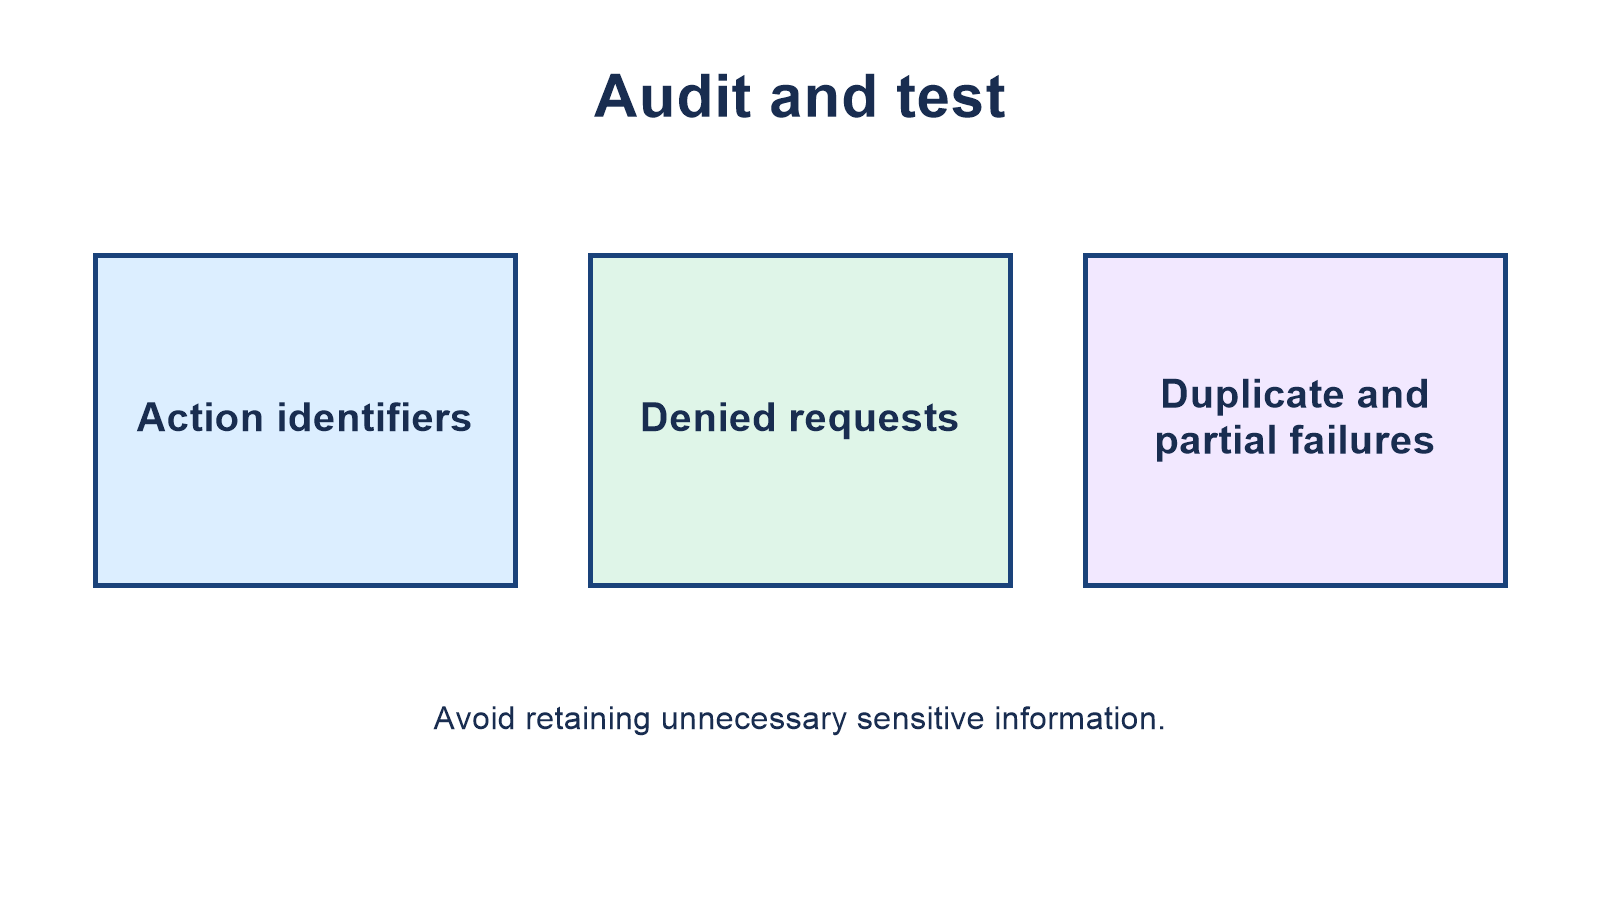 Audit and test
Action identifiers
Denied requests
Duplicate and
partial failures
Avoid retaining unnecessary sensitive information.